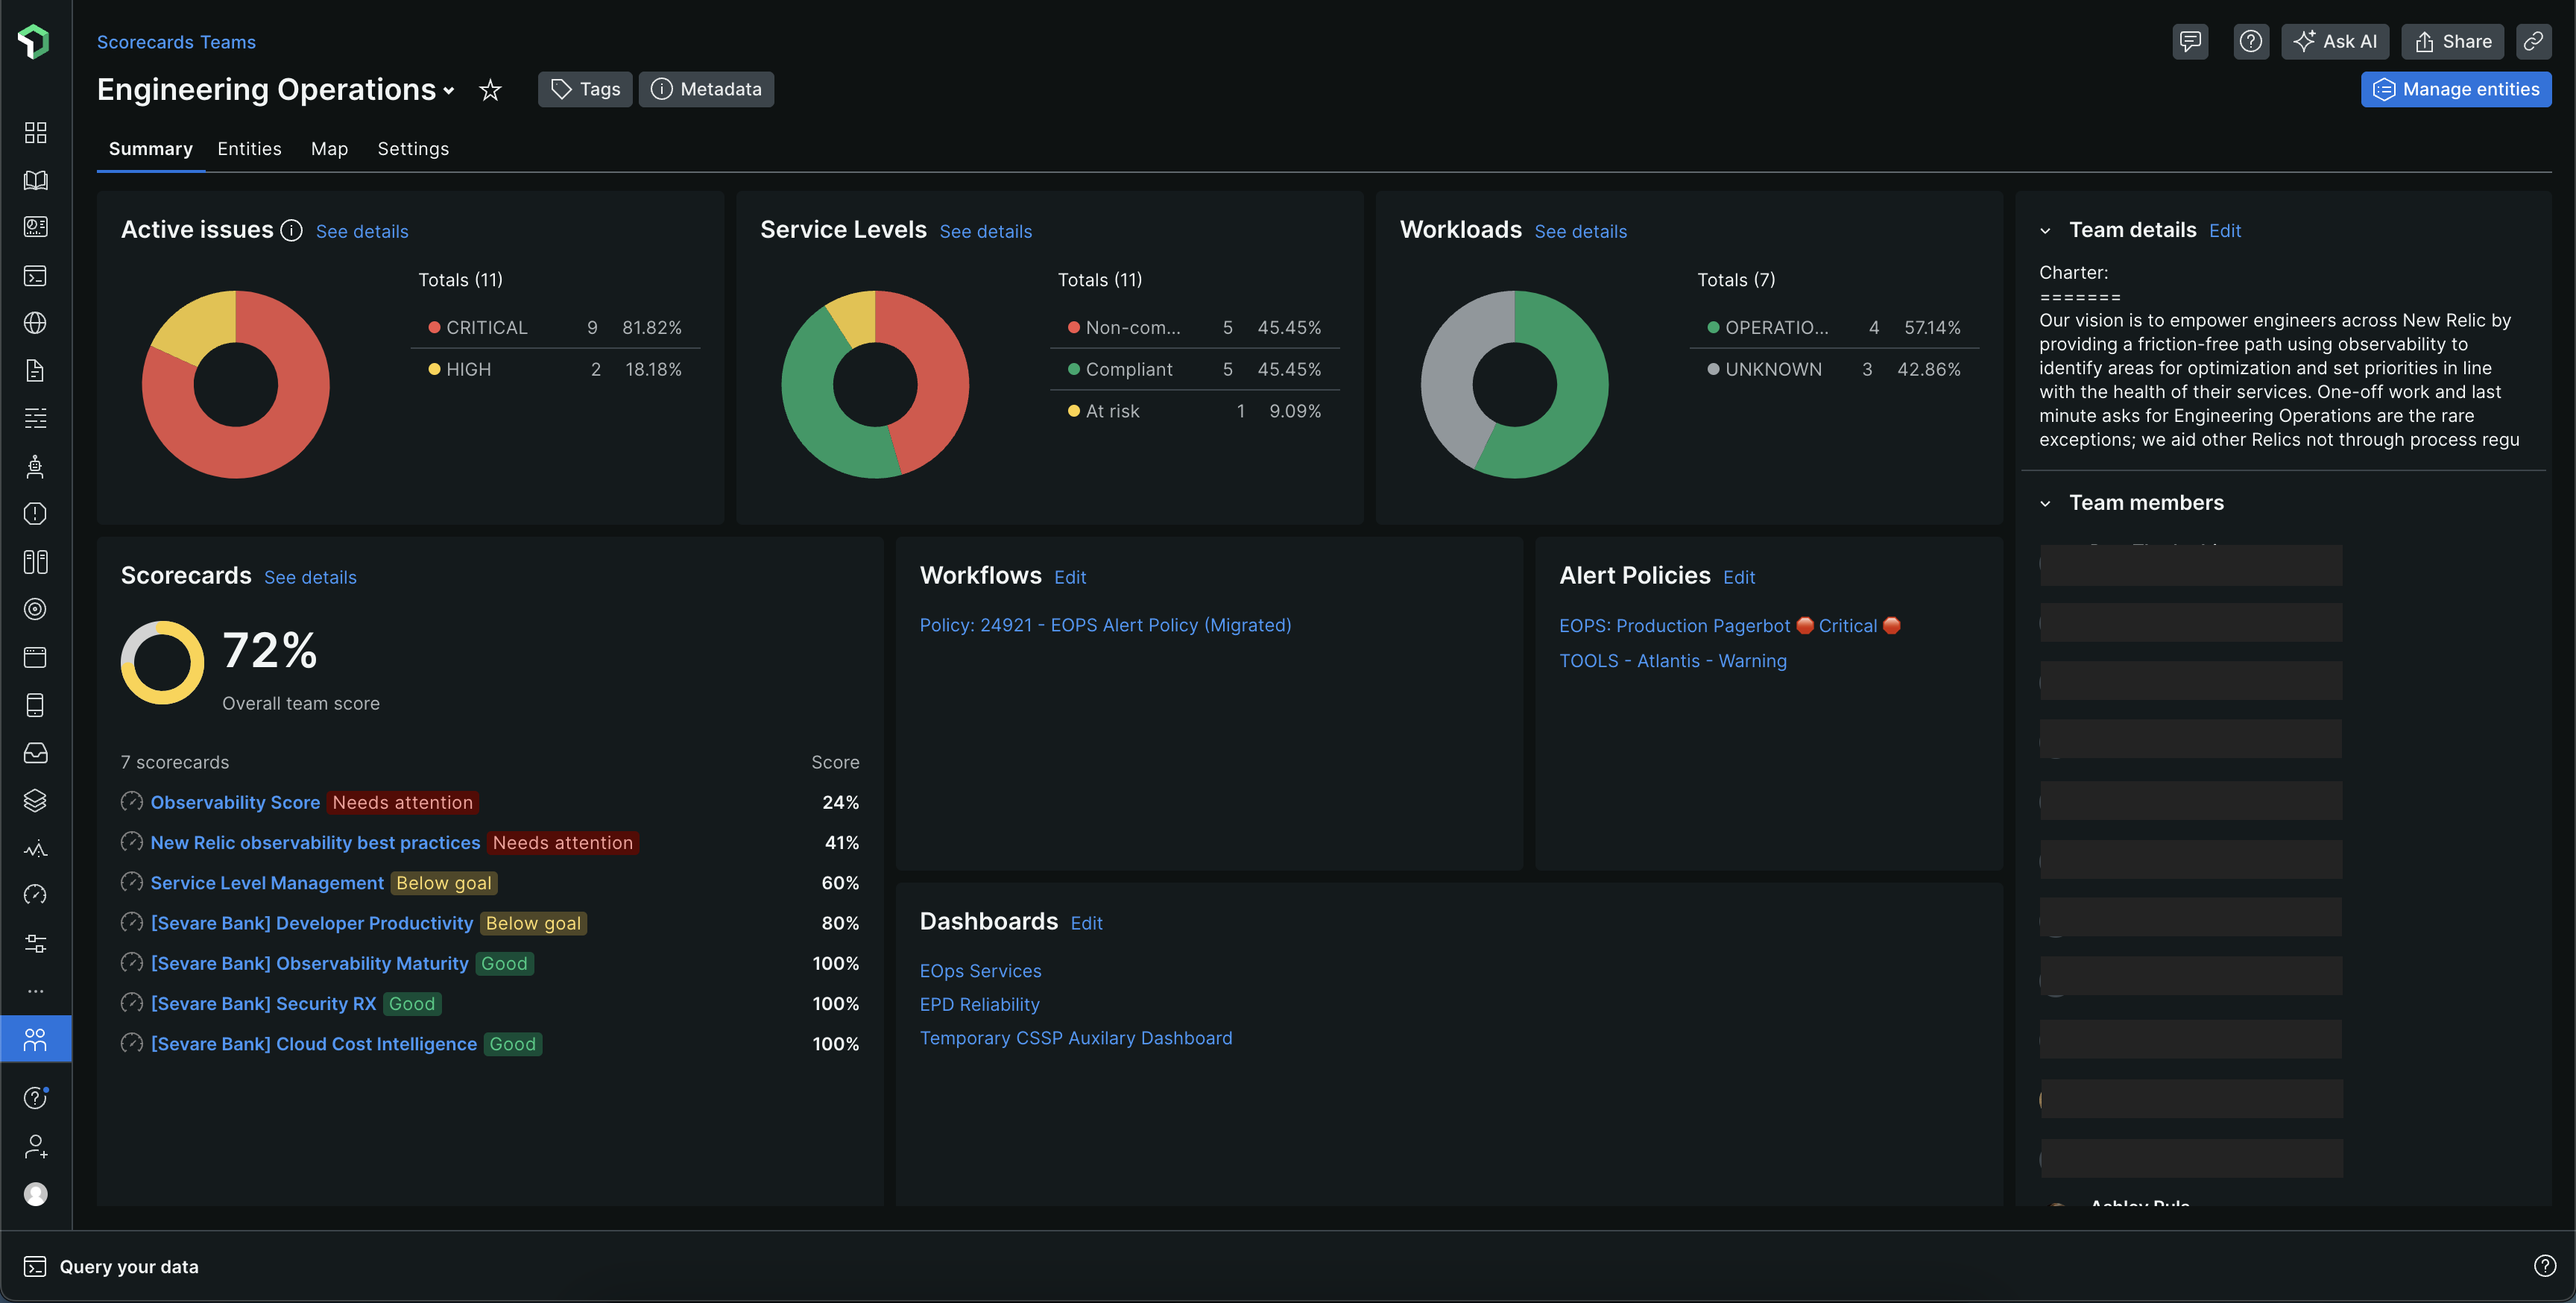 Scorecards Teams
Ask AI
Share
Engineering Operations
Tags
Metadata
Manage entities
Summary
Entities
Map
Settings
Active issues
See details
Totals (11)
CRITICAL 9 81.82%
HIGH 2 18.18%
Service Levels
See details
Totals (11)
Non-com... 5 45.45%
Compliant 5 45.45%
At risk 1 9.09%
Workloads
See details
Totals (7)
OPERATIO... 4 57.14%
UNKNOWN 3 42.86%
Team details
Edit
Charter:
=======
Our vision is to empower engineers across New Relic by
providing a friction-free path using observability to
identify areas for optimization and set priorities in line
with the health of their services. One-off work and last
minute asks for Engineering Operations are the rare
exceptions; we aid other Relics not through process regu
Team members
Scorecards
See details
72%
Overall team score
7 scorecards Score
Observability Score Needs attention 24%
New Relic observability best practices Needs attention 41%
Service Level Management Below goal 60%
[Sevare Bank] Developer Productivity Below goal 80%
[Sevare Bank] Observability Maturity Good 100%
[Sevare Bank] Security RX Good 100%
[Sevare Bank] Cloud Cost Intelligence Good 100%
Workflows
Edit
Policy: 24921 - EOPS Alert Policy (Migrated)
Alert Policies
Edit
EOPS: Production Pagerbot 🛑 Critical 🛑
TOOLS - Atlantis - Warning
Dashboards
Edit
EOps Services
EPD Reliability
Temporary CSSP Auxilary Dashboard
Query your data